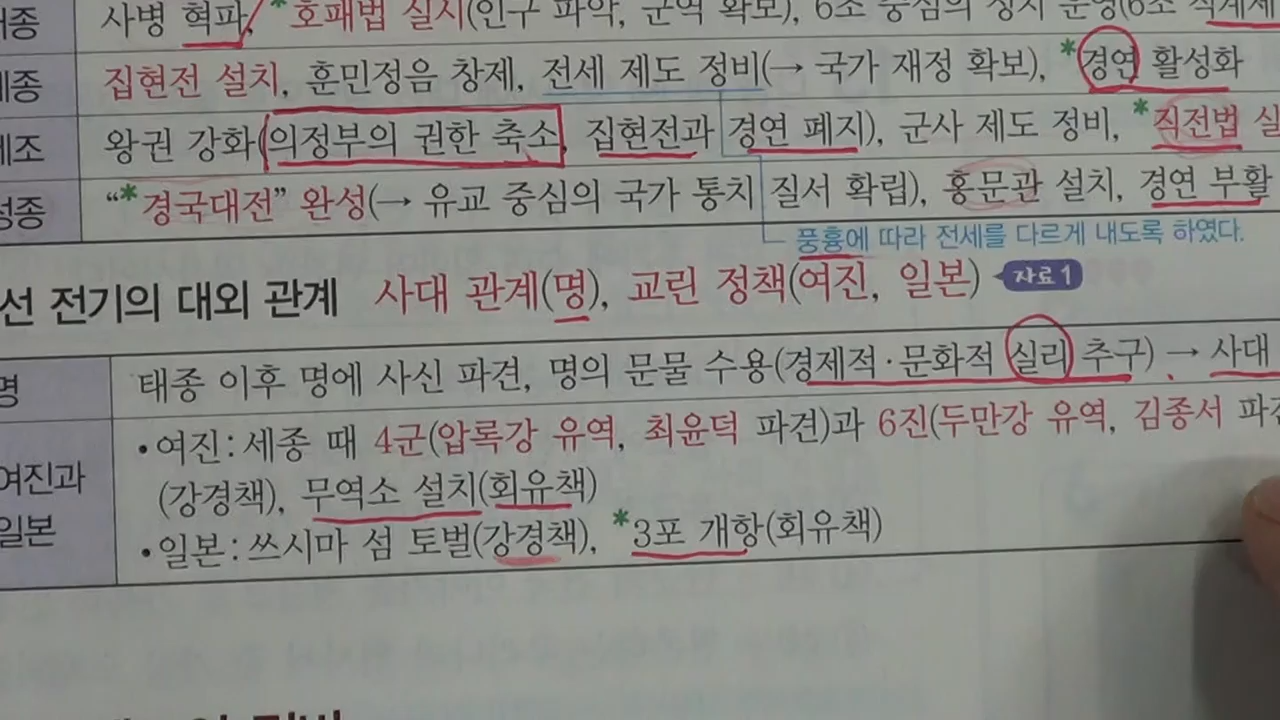 사병 혁파, *호패법 실시(인구 파악, 군역 확보), 6조 중심의 정치 운영(6조
집현전 설치, 훈민정음 창제, 전세 제도 정비(→ 국가 재정 확보), *경연 활성화
왕권 강화(의정부의 권한 축소, 집현전과 경연 폐지), 군사 제도 정비, *직전법
성종 “*경국대전” 완성(→ 유교 중심의 국가 통치 질서 확립), 홍문관 설치, 경연 부활
풍흉에 따라 전세를 다르게 내도록 하였다.
선 전기의 대외 관계 사대 관계(명), 교린 정책(여진, 일본) 자료 1
명 태종 이후 명에 사신 파견, 명의 문물 수용(경제적·문화적 실리 추구) → 사대
여진과 일본
•여진: 세종 때 4군(압록강 유역, 최윤덕 파견)과 6진(두만강 유역, 김종서 파견
(강경책), 무역소 설치(회유책)
•일본: 쓰시마 섬 토벌(강경책), *3포 개항(회유책)